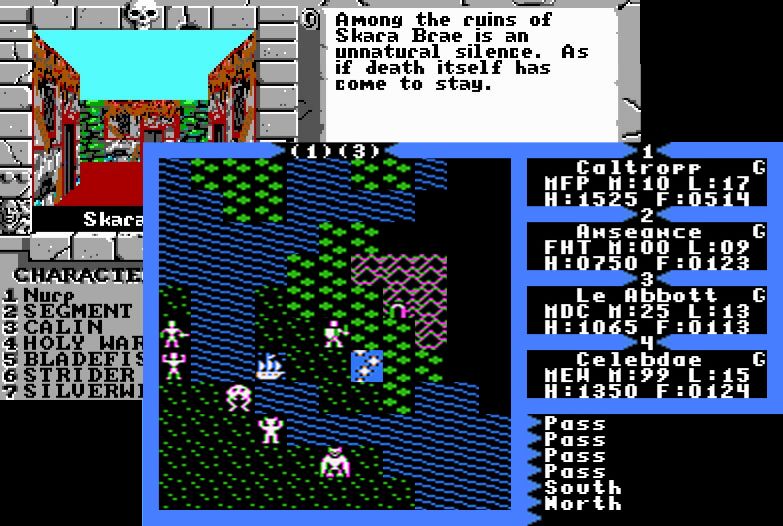 ©
Among the ruins of
Skara Brae is an
unnatural silence. As
if death itself has
come to stay.
Skara
CHARACTE
1 Nurp
2 SEGMENT
3 CALIN
4 HOLY WAR
5 BLADEFIS
6 STRIDER
7 SILVERWI
(1)(3)
1
Caltropp G
MFP M:10 L:17
H:1525 F:0514
2
Anseance G
FHT M:00 L:09
H:0750 F:0123
3
Le Abbott G
MDC M:25 L:13
H:1065 F:0113
4
Celebdae G
MEW M:99 L:15
H:1350 F:0124
Pass
Pass
Pass
Pass
South
North